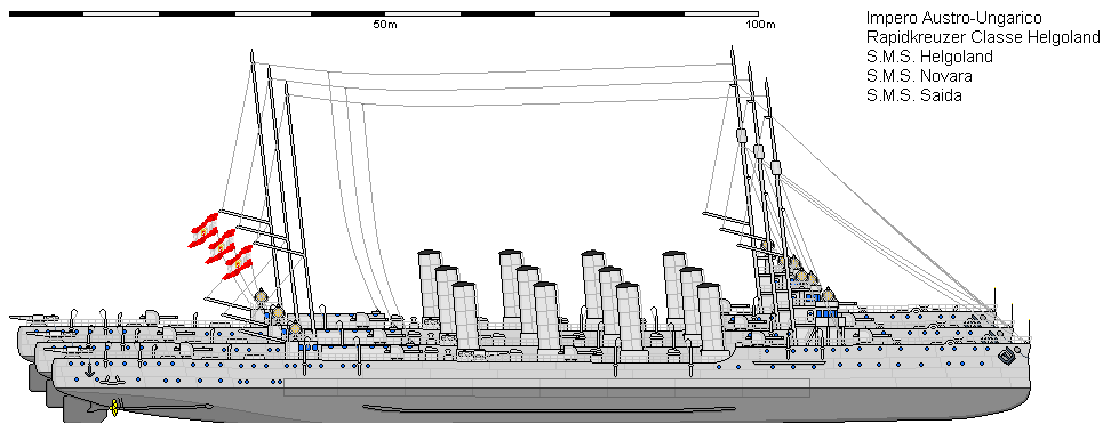 50m
100m
Impero Austro-Ungarico
Rapidkreuzer Classe Helgoland
S.M.S. Helgoland
S.M.S. Novara
S.M.S. Saida